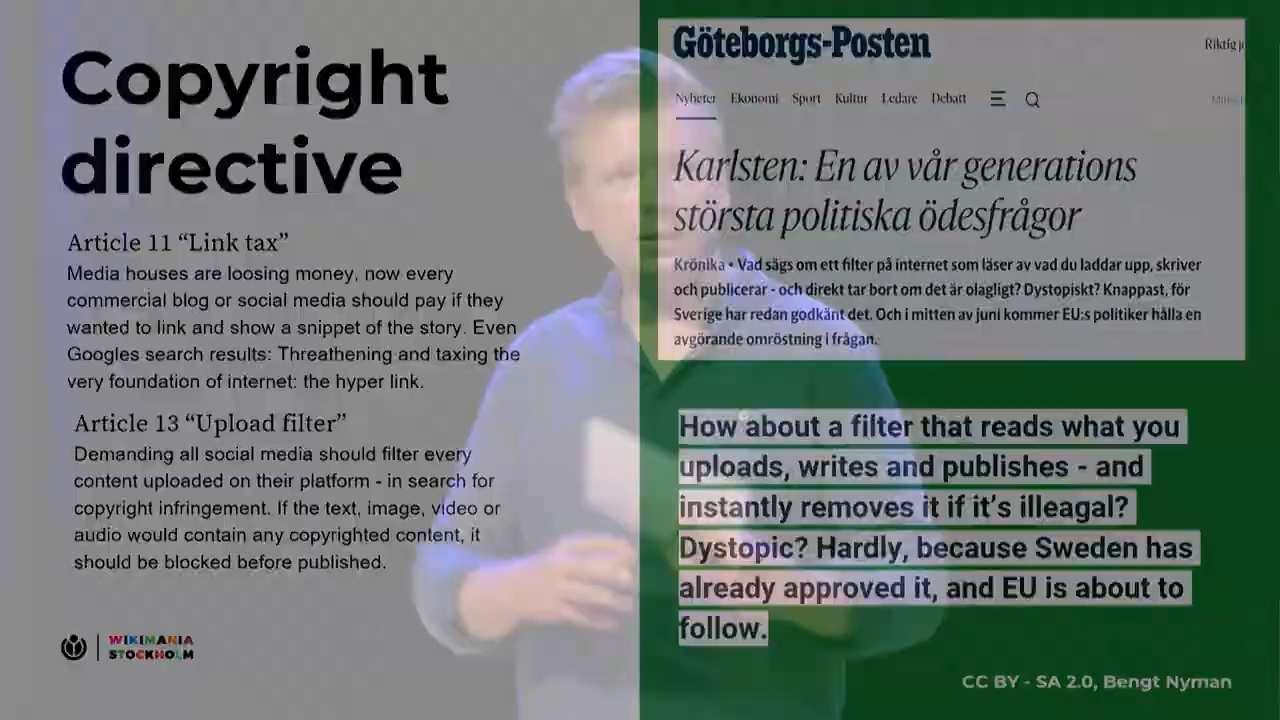 Copyright
directive
Article 11 “Link tax”
Media houses are loosing money, now every
commercial blog or social media should pay if they
wanted to link and show a snippet of the story. Even
Googles search results: Threathening and taxing the
very foundation of internet: the hyper link.
Article 13 “Upload filter”
Demanding all social media should filter every
content uploaded on their platform - in search for
copyright infringement. If the text, image, video or
audio would contain any copyrighted content, it
should be blocked before published.
WIKIMANIA
STOCKHOLM
Göteborgs-Posten
Riktig
Nyheter Ekonomi Sport Kultur Ledare Debatt
Karlsten: En av vår generations
största politiska ödesfrågor
Krönika • Vad sägs om ett filter på internet som läser av vad du laddar upp, skriver
och publicerar - och direkt tar bort om det är olagligt? Dystopiskt? Knappast, för
Sverige har redan godkänt det. Och i mitten av juni kommer EU:s politiker hålla en
avgörande omröstning i frågan.
How about a filter that reads what you
uploads, writes and publishes - and
instantly removes it if it’s illeagal?
Dystopic? Hardly, because Sweden has
already approved it, and EU is about to
follow.
CC BY - SA 2.0, Bengt Nyman